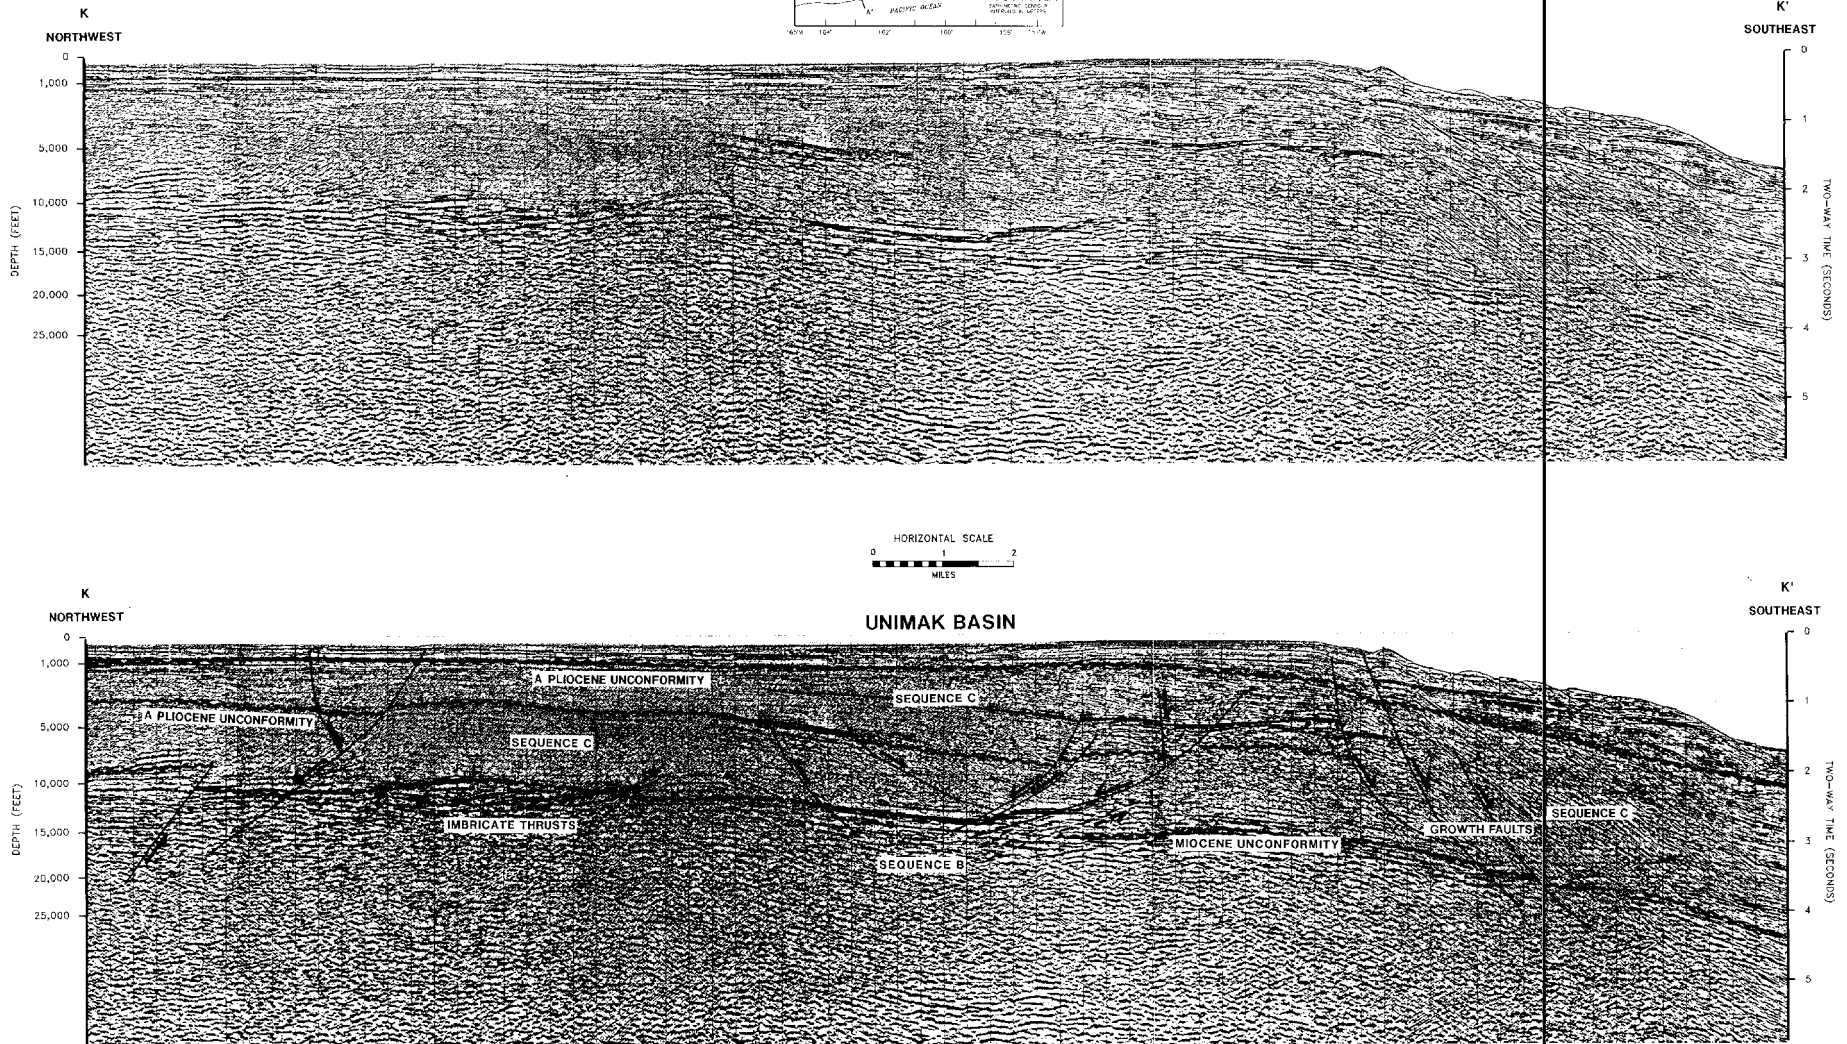 K
NORTHWEST
A' PACIFIC OCEAN
K'
SOUTHEAST
0
1,000
5,000
10,000
15,000
20,000
25,000
DEPTH (FEET)
0
1
2
3
4
5
TWO-WAY TIME (SECONDS)
HORIZONTAL SCALE
0 1 2
MILES
K
NORTHWEST
UNIMAK BASIN
K'
SOUTHEAST
0
1,000
5,000
10,000
15,000
20,000
25,000
DEPTH (FEET)
A PLIOCENE UNCONFORMITY
SEQUENCE C
A PLIOCENE UNCONFORMITY
SEQUENCE C
IMBRICATE THRUSTS
SEQUENCE B
MIOCENE UNCONFORMITY
GROWTH FAULTS
SEQUENCE C
0
1
2
3
4
5
TWO-WAY TIME (SECONDS)